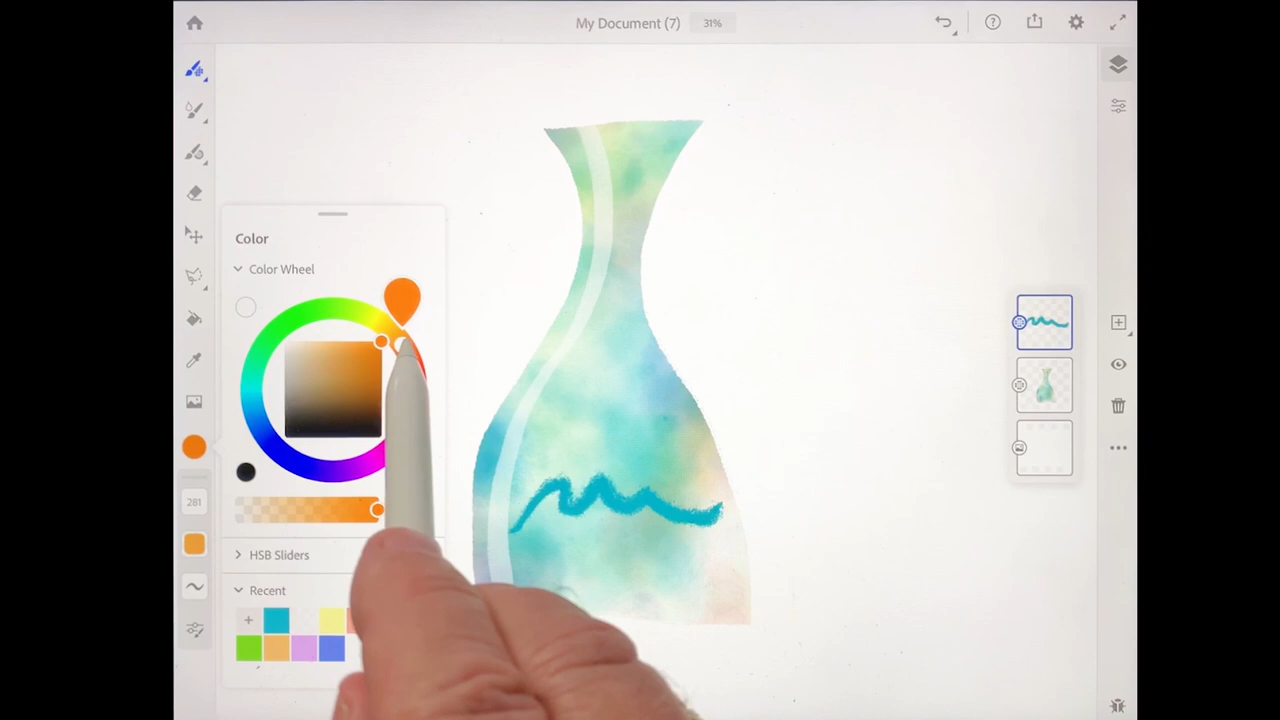 My Document (7)
31%
Color
Color Wheel
281
HSB Sliders
Recent